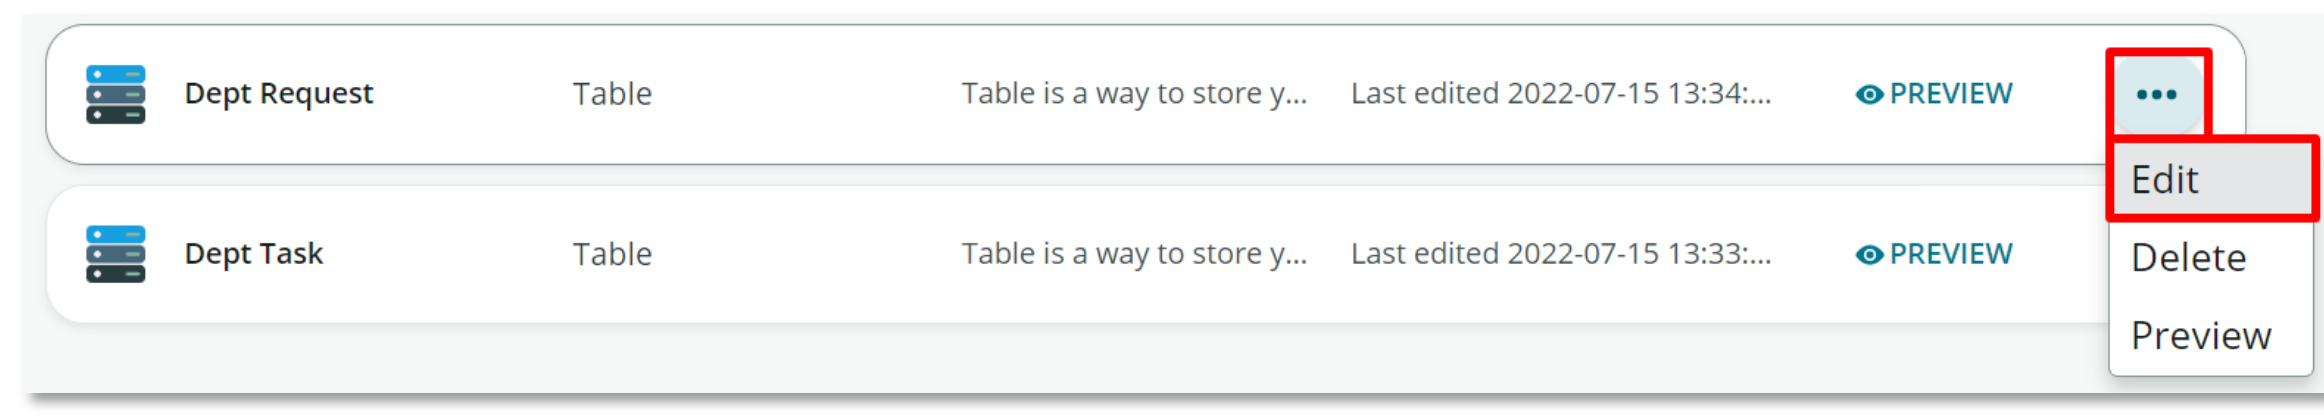 Dept Request Table Table is a way to store y... Last edited 2022-07-15 13:34:... PREVIEW
Edit
Dept Task Table Table is a way to store y... Last edited 2022-07-15 13:33:... PREVIEW
Delete
Preview